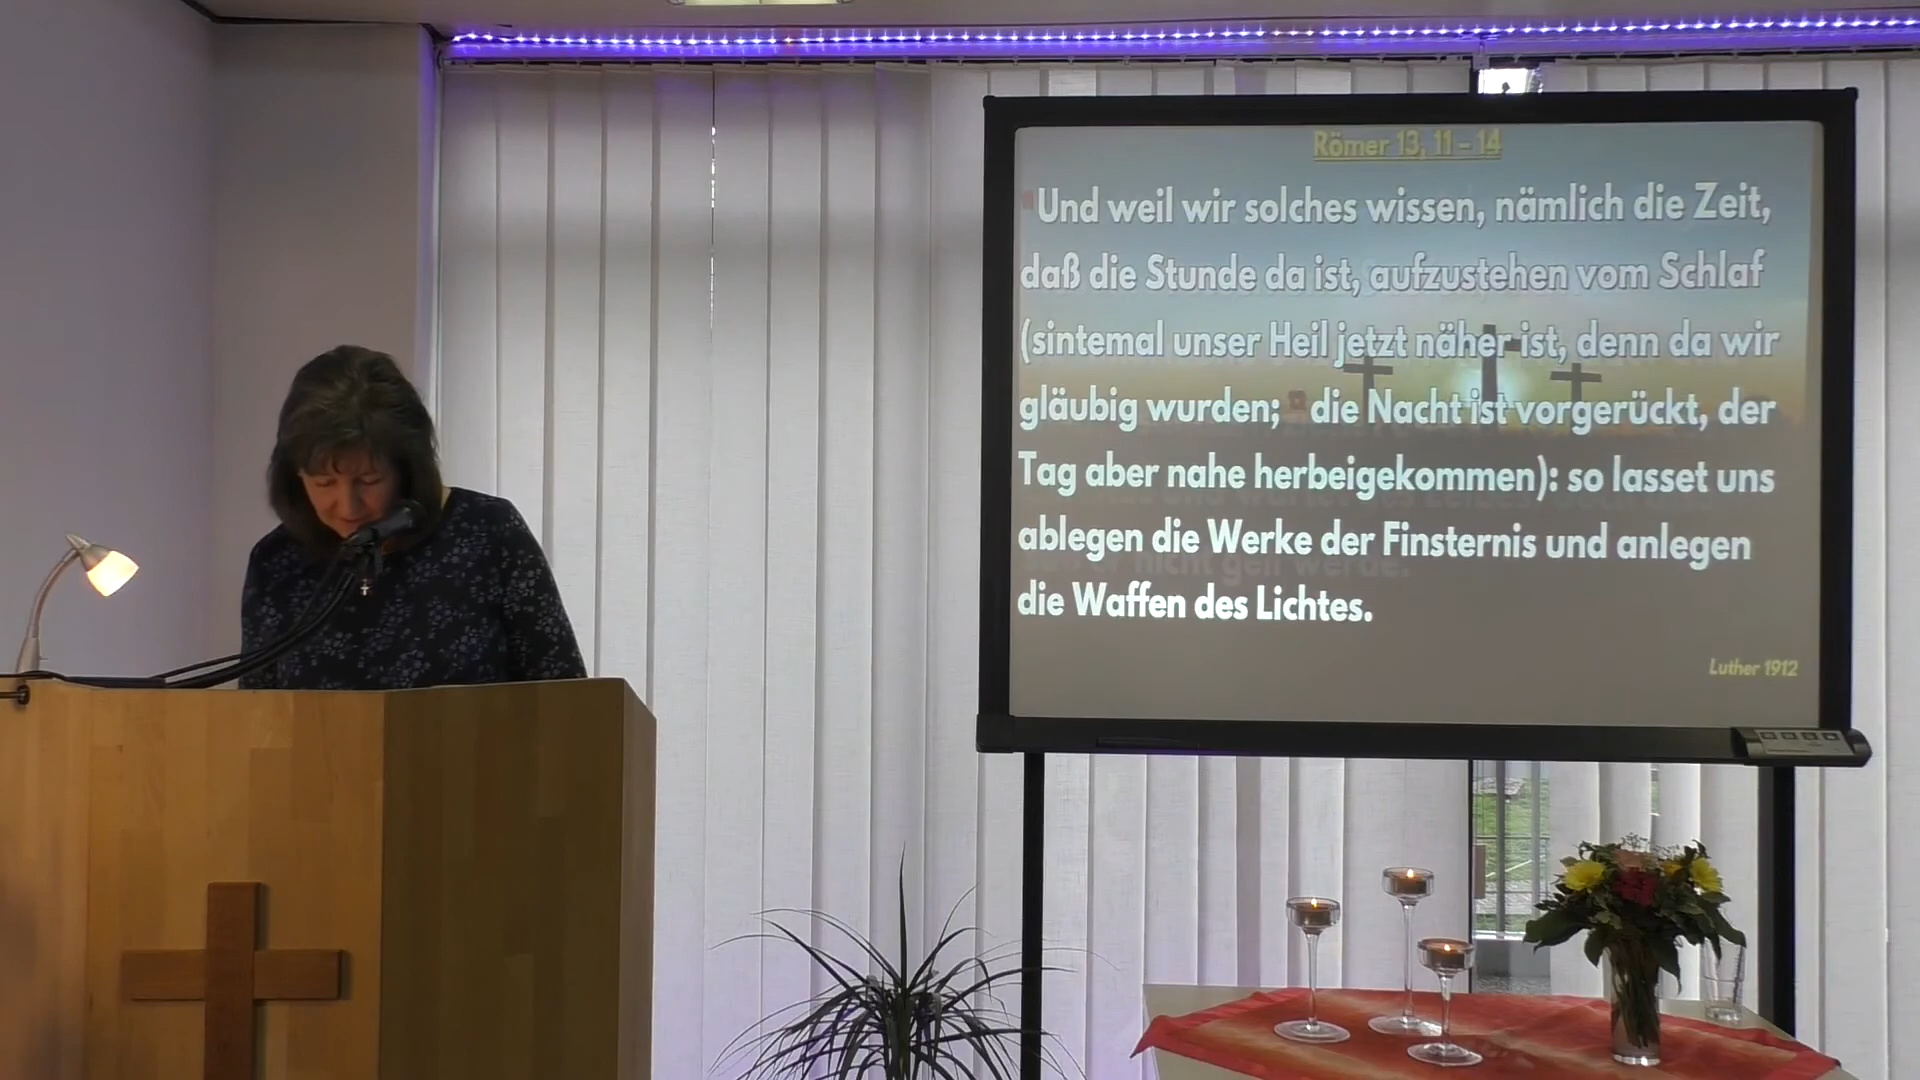 Römer 13, 11 – 14
Und weil wir solches wissen, nämlich die Zeit,
daß die Stunde da ist, aufzustehen vom Schlaf
(sintemal unser Heil jetzt näher ist, denn da wir
gläubig wurden; die Nacht ist vorgerückt, der
Tag aber nahe herbeigekommen): so lasset uns
ablegen die Werke der Finsternis und anlegen
die Waffen des Lichtes.
Luther 1912